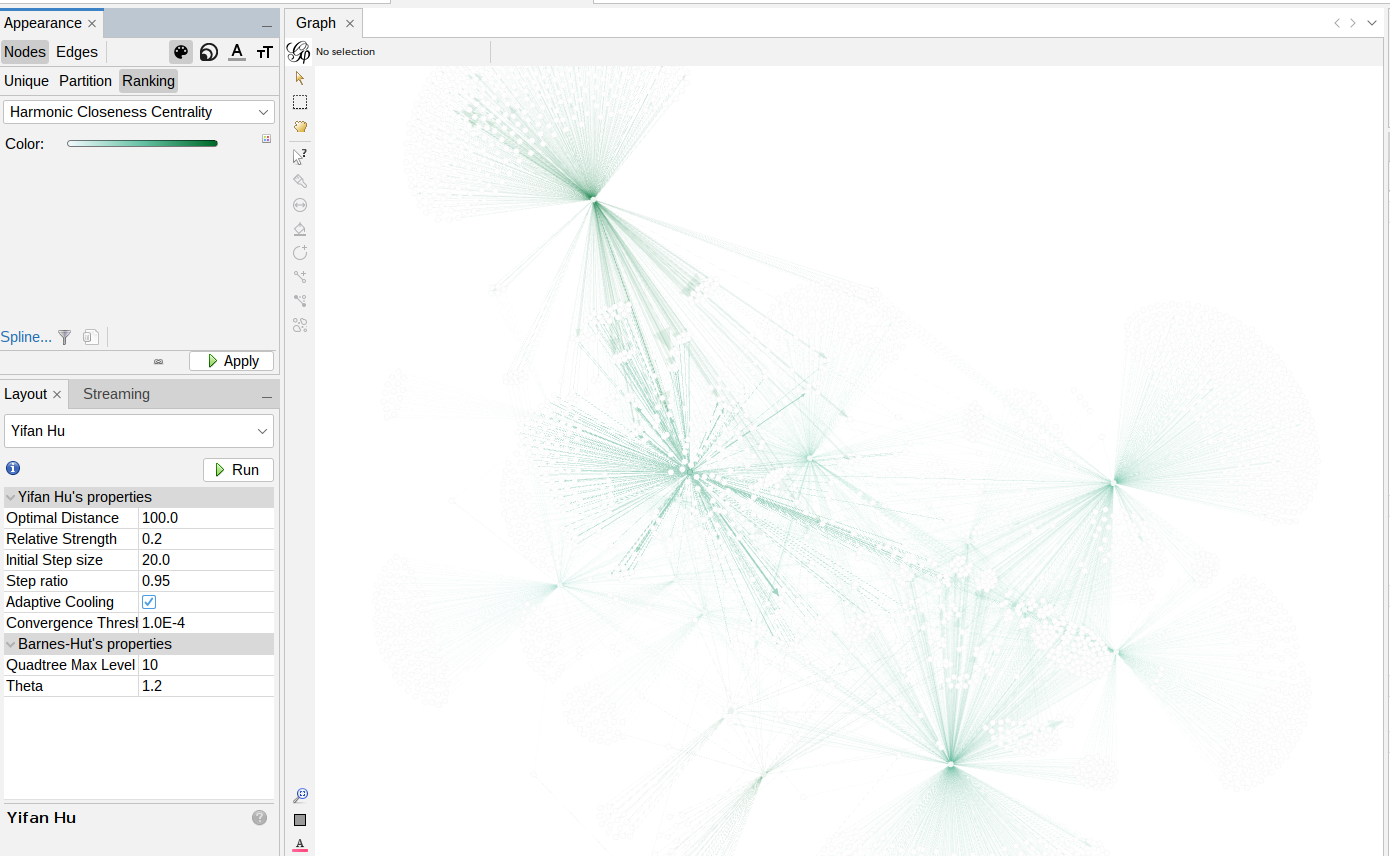 Appearance
Graph
Nodes Edges A TT
No selection
Unique Partition Ranking
Harmonic Closeness Centrality
Color:
Spline...
Apply
Layout Streaming
Yifan Hu
Run
Yifan Hu's properties
Optimal Distance 100.0
Relative Strength 0.2
Initial Step size 20.0
Step ratio 0.95
Adaptive Cooling
Convergence Thresh 1.0E-4
Barnes-Hut's properties
Quadtree Max Level 10
Theta 1.2
Yifan Hu ?
A